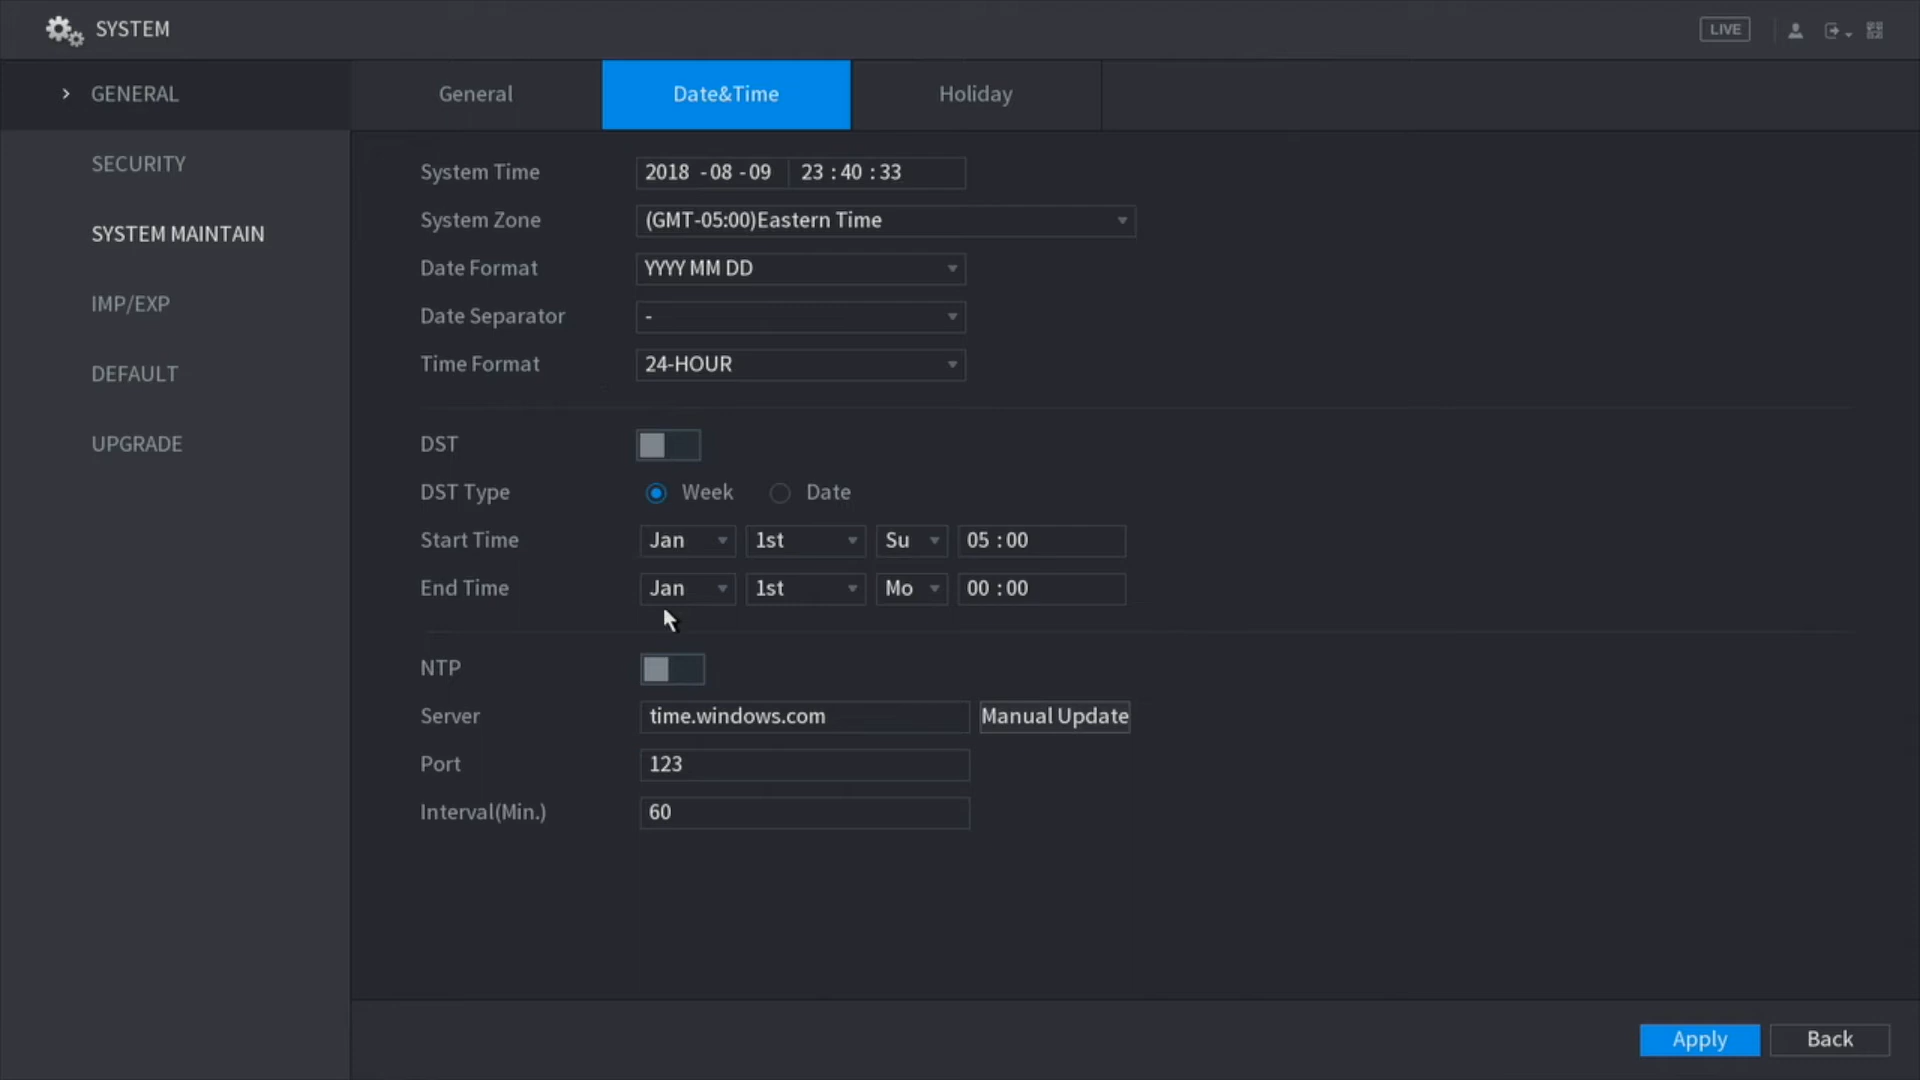 SYSTEM
LIVE
GENERAL
SECURITY
SYSTEM MAINTAIN
IMP/EXP
DEFAULT
UPGRADE
General Date&Time Holiday
System Time 2018 -08 -09 23 : 40 : 33
System Zone (GMT-05:00)Eastern Time
Date Format YYYY MM DD
Date Separator -
Time Format 24-HOUR
DST
DST Type Week Date
Start Time Jan 1st Su 05 : 00
End Time Jan 1st Mo 00 : 00
NTP
Server time.windows.com Manual Update
Port 123
Interval(Min.) 60
Apply Back